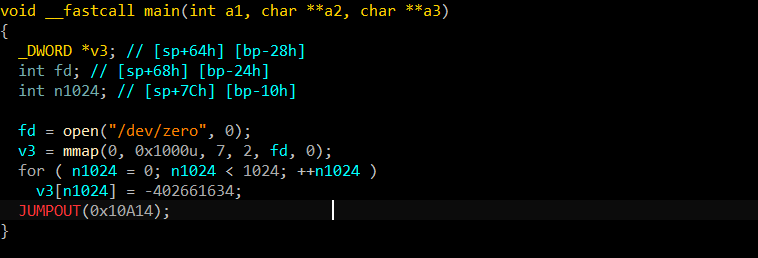 void __fastcall main(int a1, char **a2, char **a3)
{
  _DWORD *v3; // [sp+64h] [bp-28h]
  int fd; // [sp+68h] [bp-24h]
  int n1024; // [sp+7Ch] [bp-10h]

  fd = open("/dev/zero", 0);
  v3 = mmap(0, 0x1000u, 7, 2, fd, 0);
  for ( n1024 = 0; n1024 < 1024; ++n1024 )
    v3[n1024] = -402661634;
  JUMPOUT(0x10A14);
}